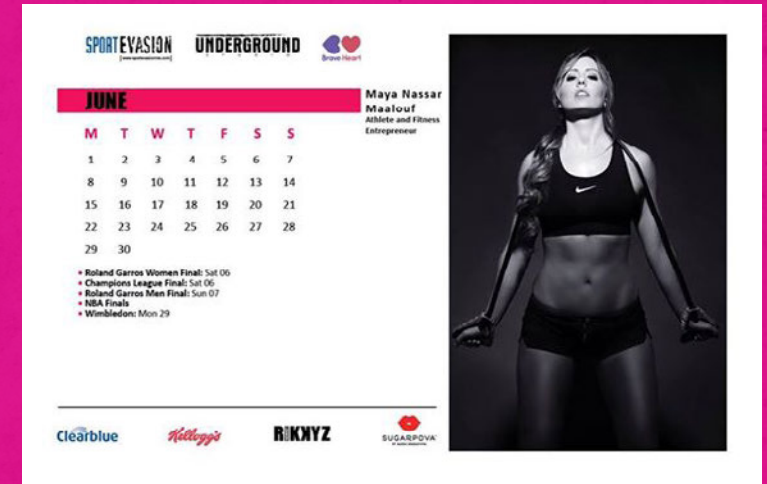 SPORTEVASION UNDERGROUND
[www.sportevasionmix.com] Brave Heart
JUNE
Maya Nassar
Maalouf
Athlete and Fitness
Entrepreneur
M T W T F S S
1 2 3 4 5 6 7
8 9 10 11 12 13 14
15 16 17 18 19 20 21
22 23 24 25 26 27 28
29 30
• Roland Garros Women Final: Sat 06
• Champions League Final: Sat 06
• Roland Garros Men Final: Sun 07
• NBA Finals
• Wimbledon: Mon 29
Clearblue Kellogg's RIKKYZ SUGARPOVA